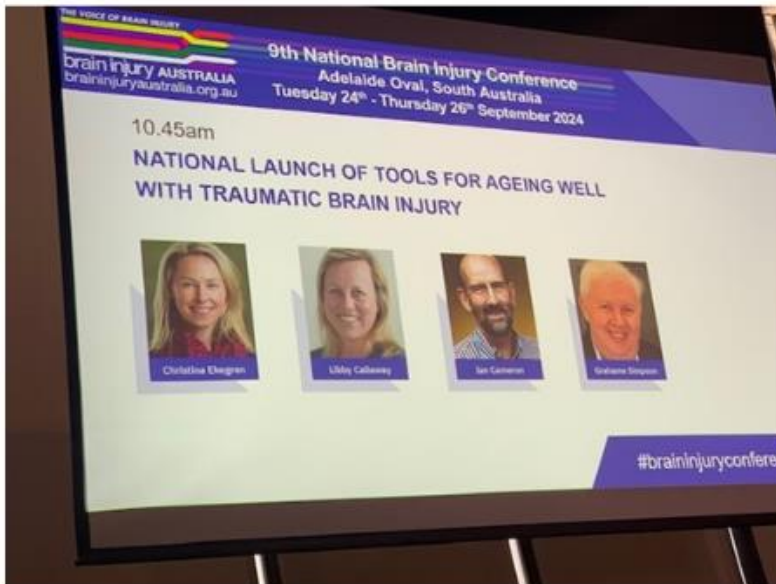 THE VOICE OF BRAIN INJURY
brain injury AUSTRALIA
braininjuryaustralia.org.au
9th National Brain Injury Conference
Adelaide Oval, South Australia
Tuesday 24th - Thursday 26th September 2024
10.45am
NATIONAL LAUNCH OF TOOLS FOR AGEING WELL
WITH TRAUMATIC BRAIN INJURY
Christina Ekegren
Libby Callaway
Ian Cameron
Grahame Simpson
#braininjuryconfere